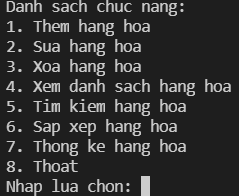 Danh sach chuc nang:
1. Them hang hoa
2. Sua hang hoa
3. Xoa hang hoa
4. Xem danh sach hang hoa
5. Tim kiem hang hoa
6. Sap xep hang hoa
7. Thong ke hang hoa
8. Thoat
Nhap lua chon: